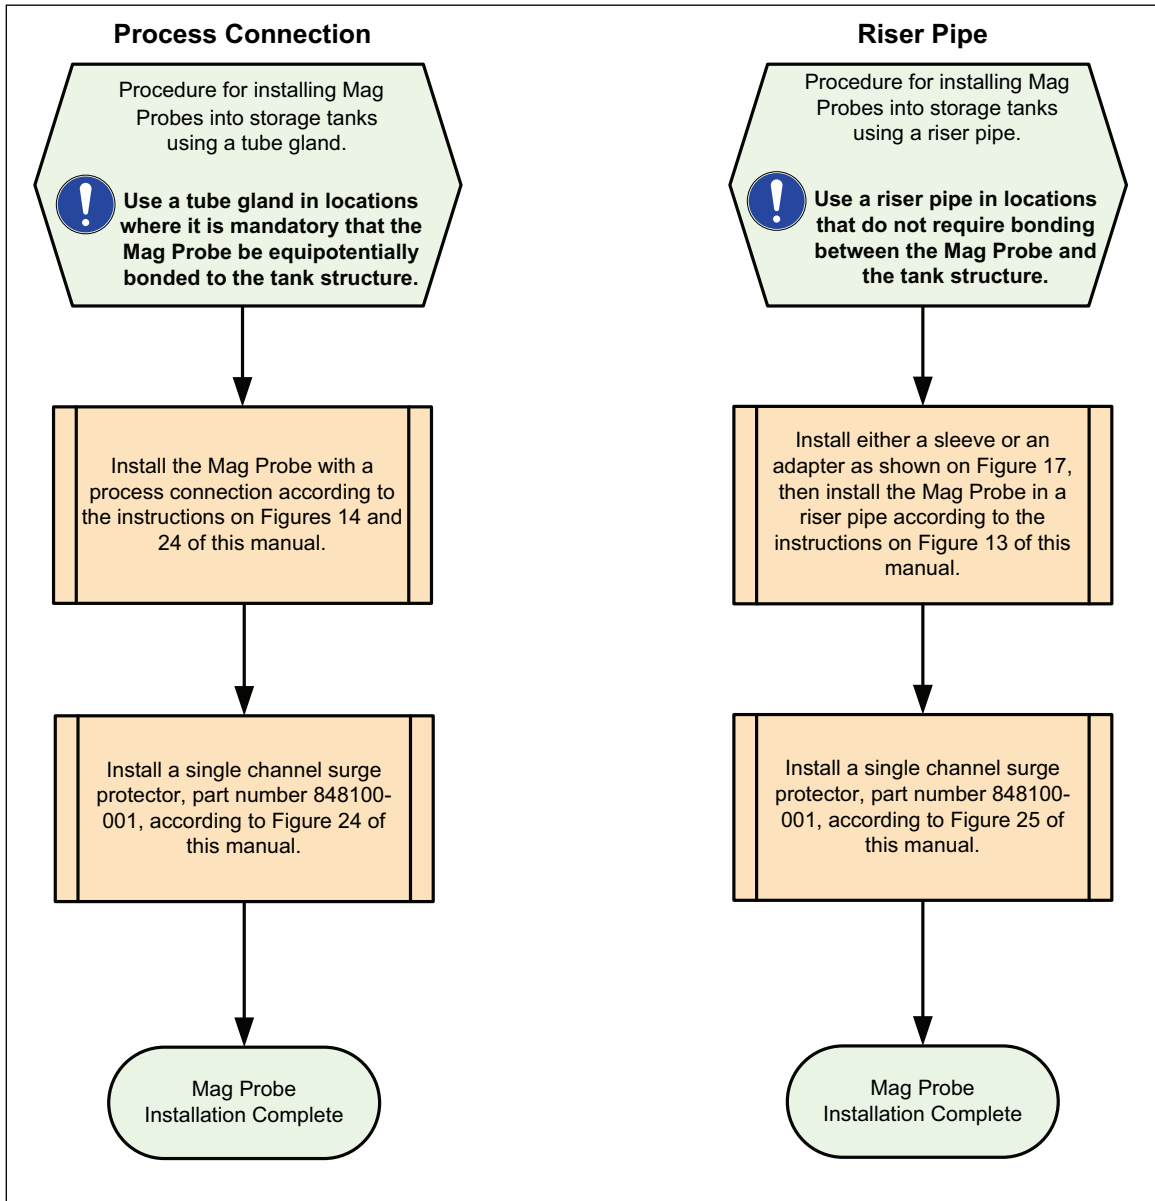 Process Connection
Procedure for installing Mag
Probes into storage tanks
using a tube gland.
Use a tube gland in locations
where it is mandatory that the
Mag Probe be equipotentially
bonded to the tank structure.
Install the Mag Probe with a
process connection according to
the instructions on Figures 14 and
24 of this manual.
Install a single channel surge
protector, part number 848100-
001, according to Figure 24 of
this manual.
Mag Probe
Installation Complete
Riser Pipe
Procedure for installing Mag
Probes into storage tanks
using a riser pipe.
Use a riser pipe in locations
that do not require bonding
between the Mag Probe and
the tank structure.
Install either a sleeve or an
adapter as shown on Figure 17,
then install the Mag Probe in a
riser pipe according to the
instructions on Figure 13 of this
manual.
Install a single channel surge
protector, part number 848100-
001, according to Figure 25 of
this manual.
Mag Probe
Installation Complete